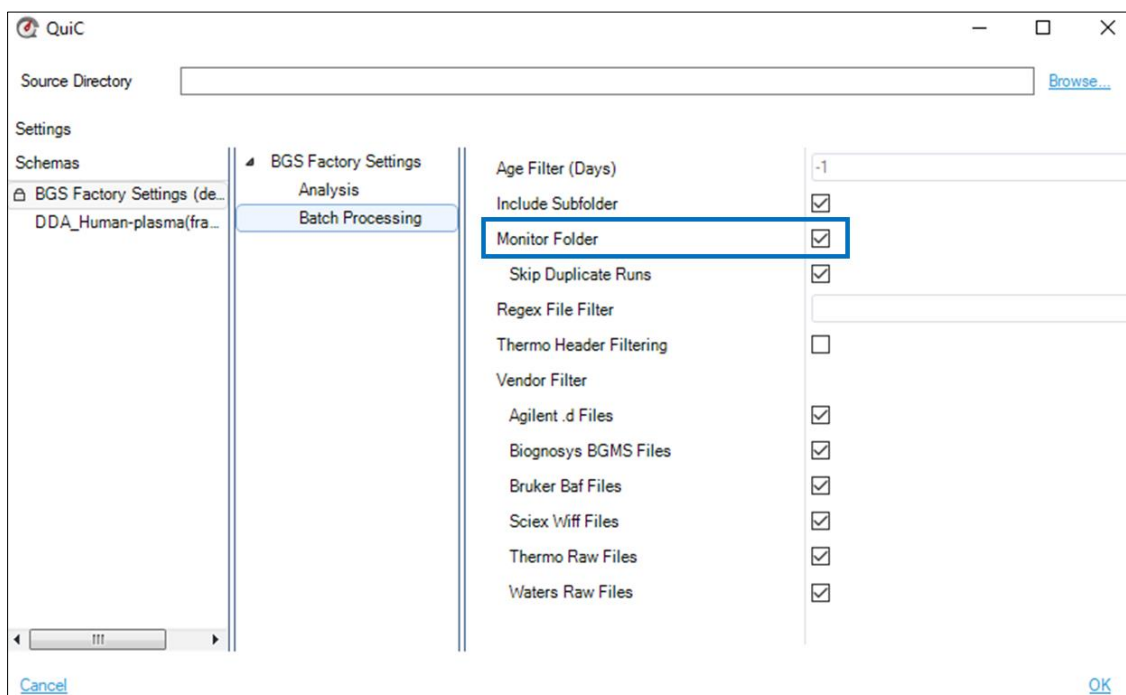 QuiC
Source Directory
Browse...
Settings
Schemas
BGS Factory Settings (de...
DDA_Human-plasma(fra...
BGS Factory Settings
Analysis
Batch Processing
Age Filter (Days) -1
Include Subfolder
Monitor Folder
Skip Duplicate Runs
Regex File Filter
Thermo Header Filtering
Vendor Filter
Agilent .d Files
Biognosys BGMS Files
Bruker Baf Files
Sciex Wiff Files
Thermo Raw Files
Waters Raw Files
Cancel
OK